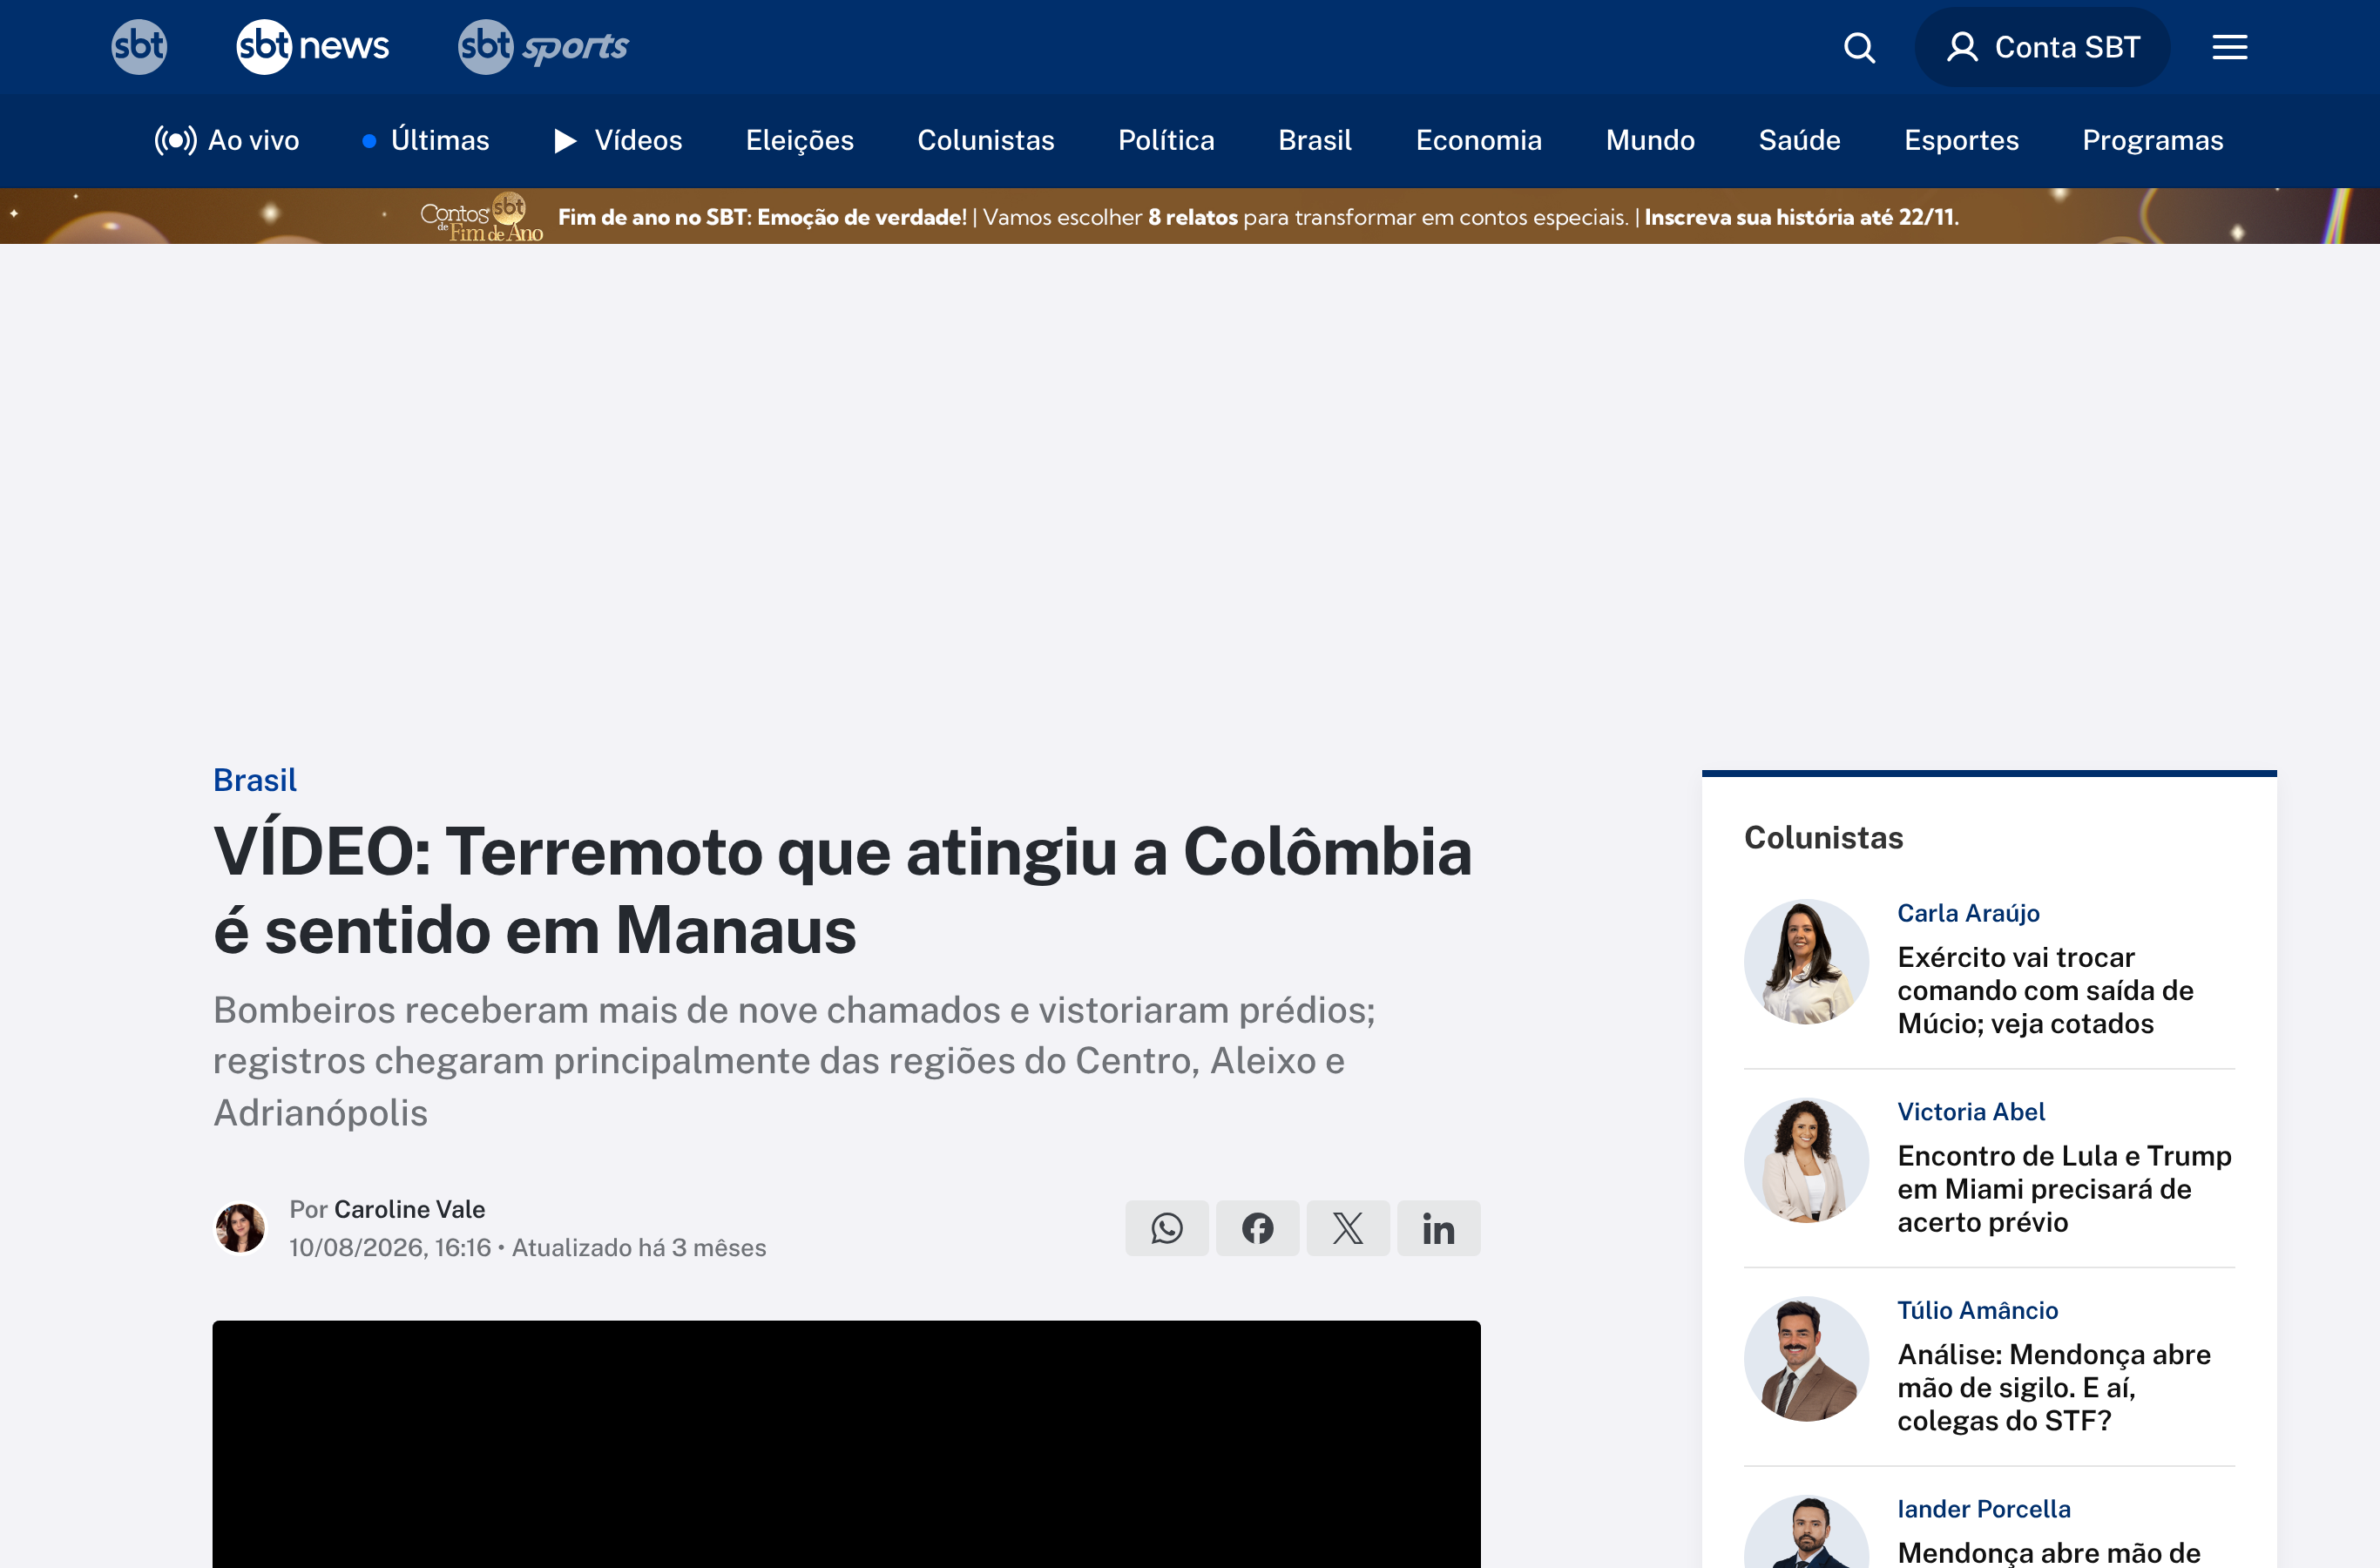 sbt
sbt news
sbt sports
Conta SBT
Ao vivo
Últimas
Vídeos
Eleições
Colunistas
Política
Brasil
Economia
Mundo
Saúde
Esportes
Programas
Contos sbt
de Fim de Ano
Fim de ano no SBT: Emoção de verdade! | Vamos escolher 8 relatos para transformar em contos especiais. | Inscreva sua história até 22/11.
Brasil
VÍDEO: Terremoto que atingiu a Colômbia
é sentido em Manaus
Bombeiros receberam mais de nove chamados e vistoriaram prédios;
registros chegaram principalmente das regiões do Centro, Aleixo e
Adrianópolis
Por Caroline Vale
10/08/2026, 16:16 • Atualizado há 3 mêses
Colunistas
Carla Araújo
Exército vai trocar
comando com saída de
Múcio; veja cotados
Victoria Abel
Encontro de Lula e Trump
em Miami precisará de
acerto prévio
Túlio Amâncio
Análise: Mendonça abre
mão de sigilo. E aí,
colegas do STF?
Iander Porcella
Mendonça abre mão de